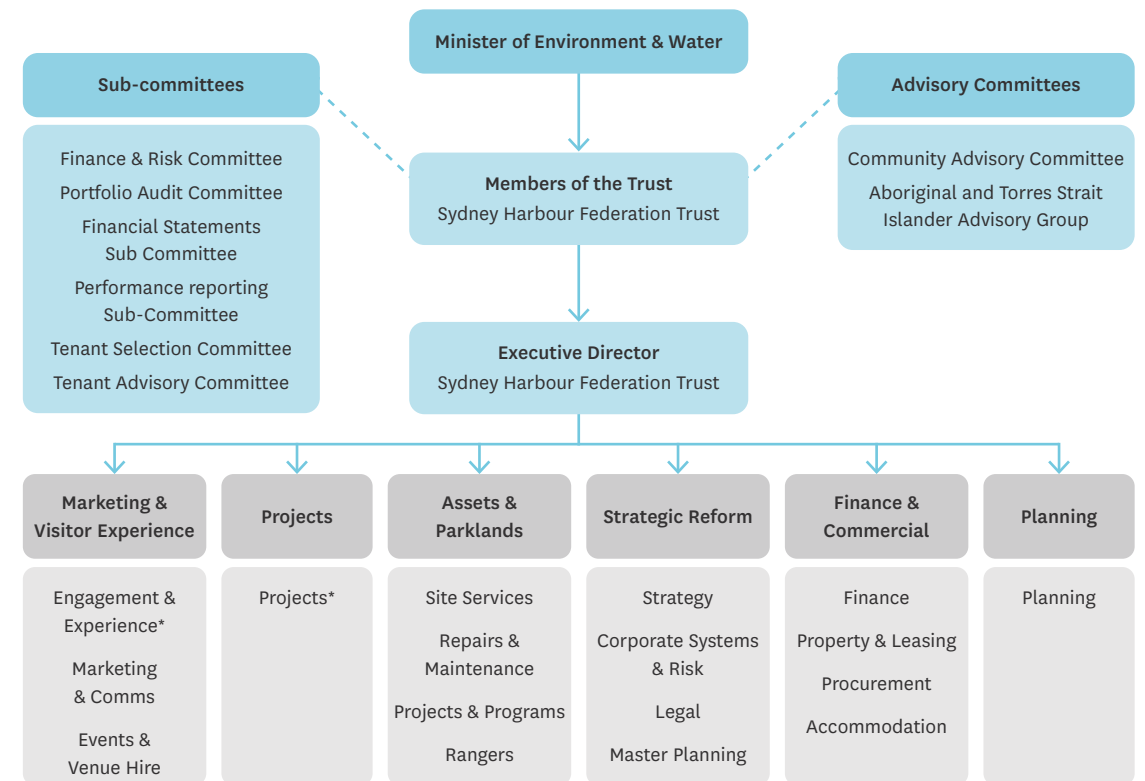 Minister of Environment & Water
Sub-committees
Finance & Risk Committee
Portfolio Audit Committee
Financial Statements
Sub Committee
Performance reporting
Sub-Committee
Tenant Selection Committee
Tenant Advisory Committee
Members of the Trust
Sydney Harbour Federation Trust
Advisory Committees
Community Advisory Committee
Aboriginal and Torres Strait
Islander Advisory Group
Executive Director
Sydney Harbour Federation Trust
Marketing &
Visitor Experience
Engagement &
Experience*
Marketing
& Comms
Events &
Venue Hire
Projects
Projects*
Assets &
Parklands
Site Services
Repairs &
Maintenance
Projects & Programs
Rangers
Strategic Reform
Strategy
Corporate Systems
& Risk
Legal
Master Planning
Finance &
Commercial
Finance
Property & Leasing
Procurement
Accommodation
Planning
Planning